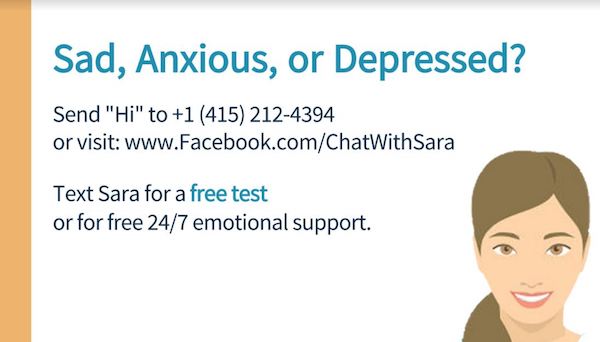 Sad, Anxious, or Depressed?
Send "Hi" to +1 (415) 212-4394
or visit: www.Facebook.com/ChatWithSara
Text Sara for a free test
or for free 24/7 emotional support.